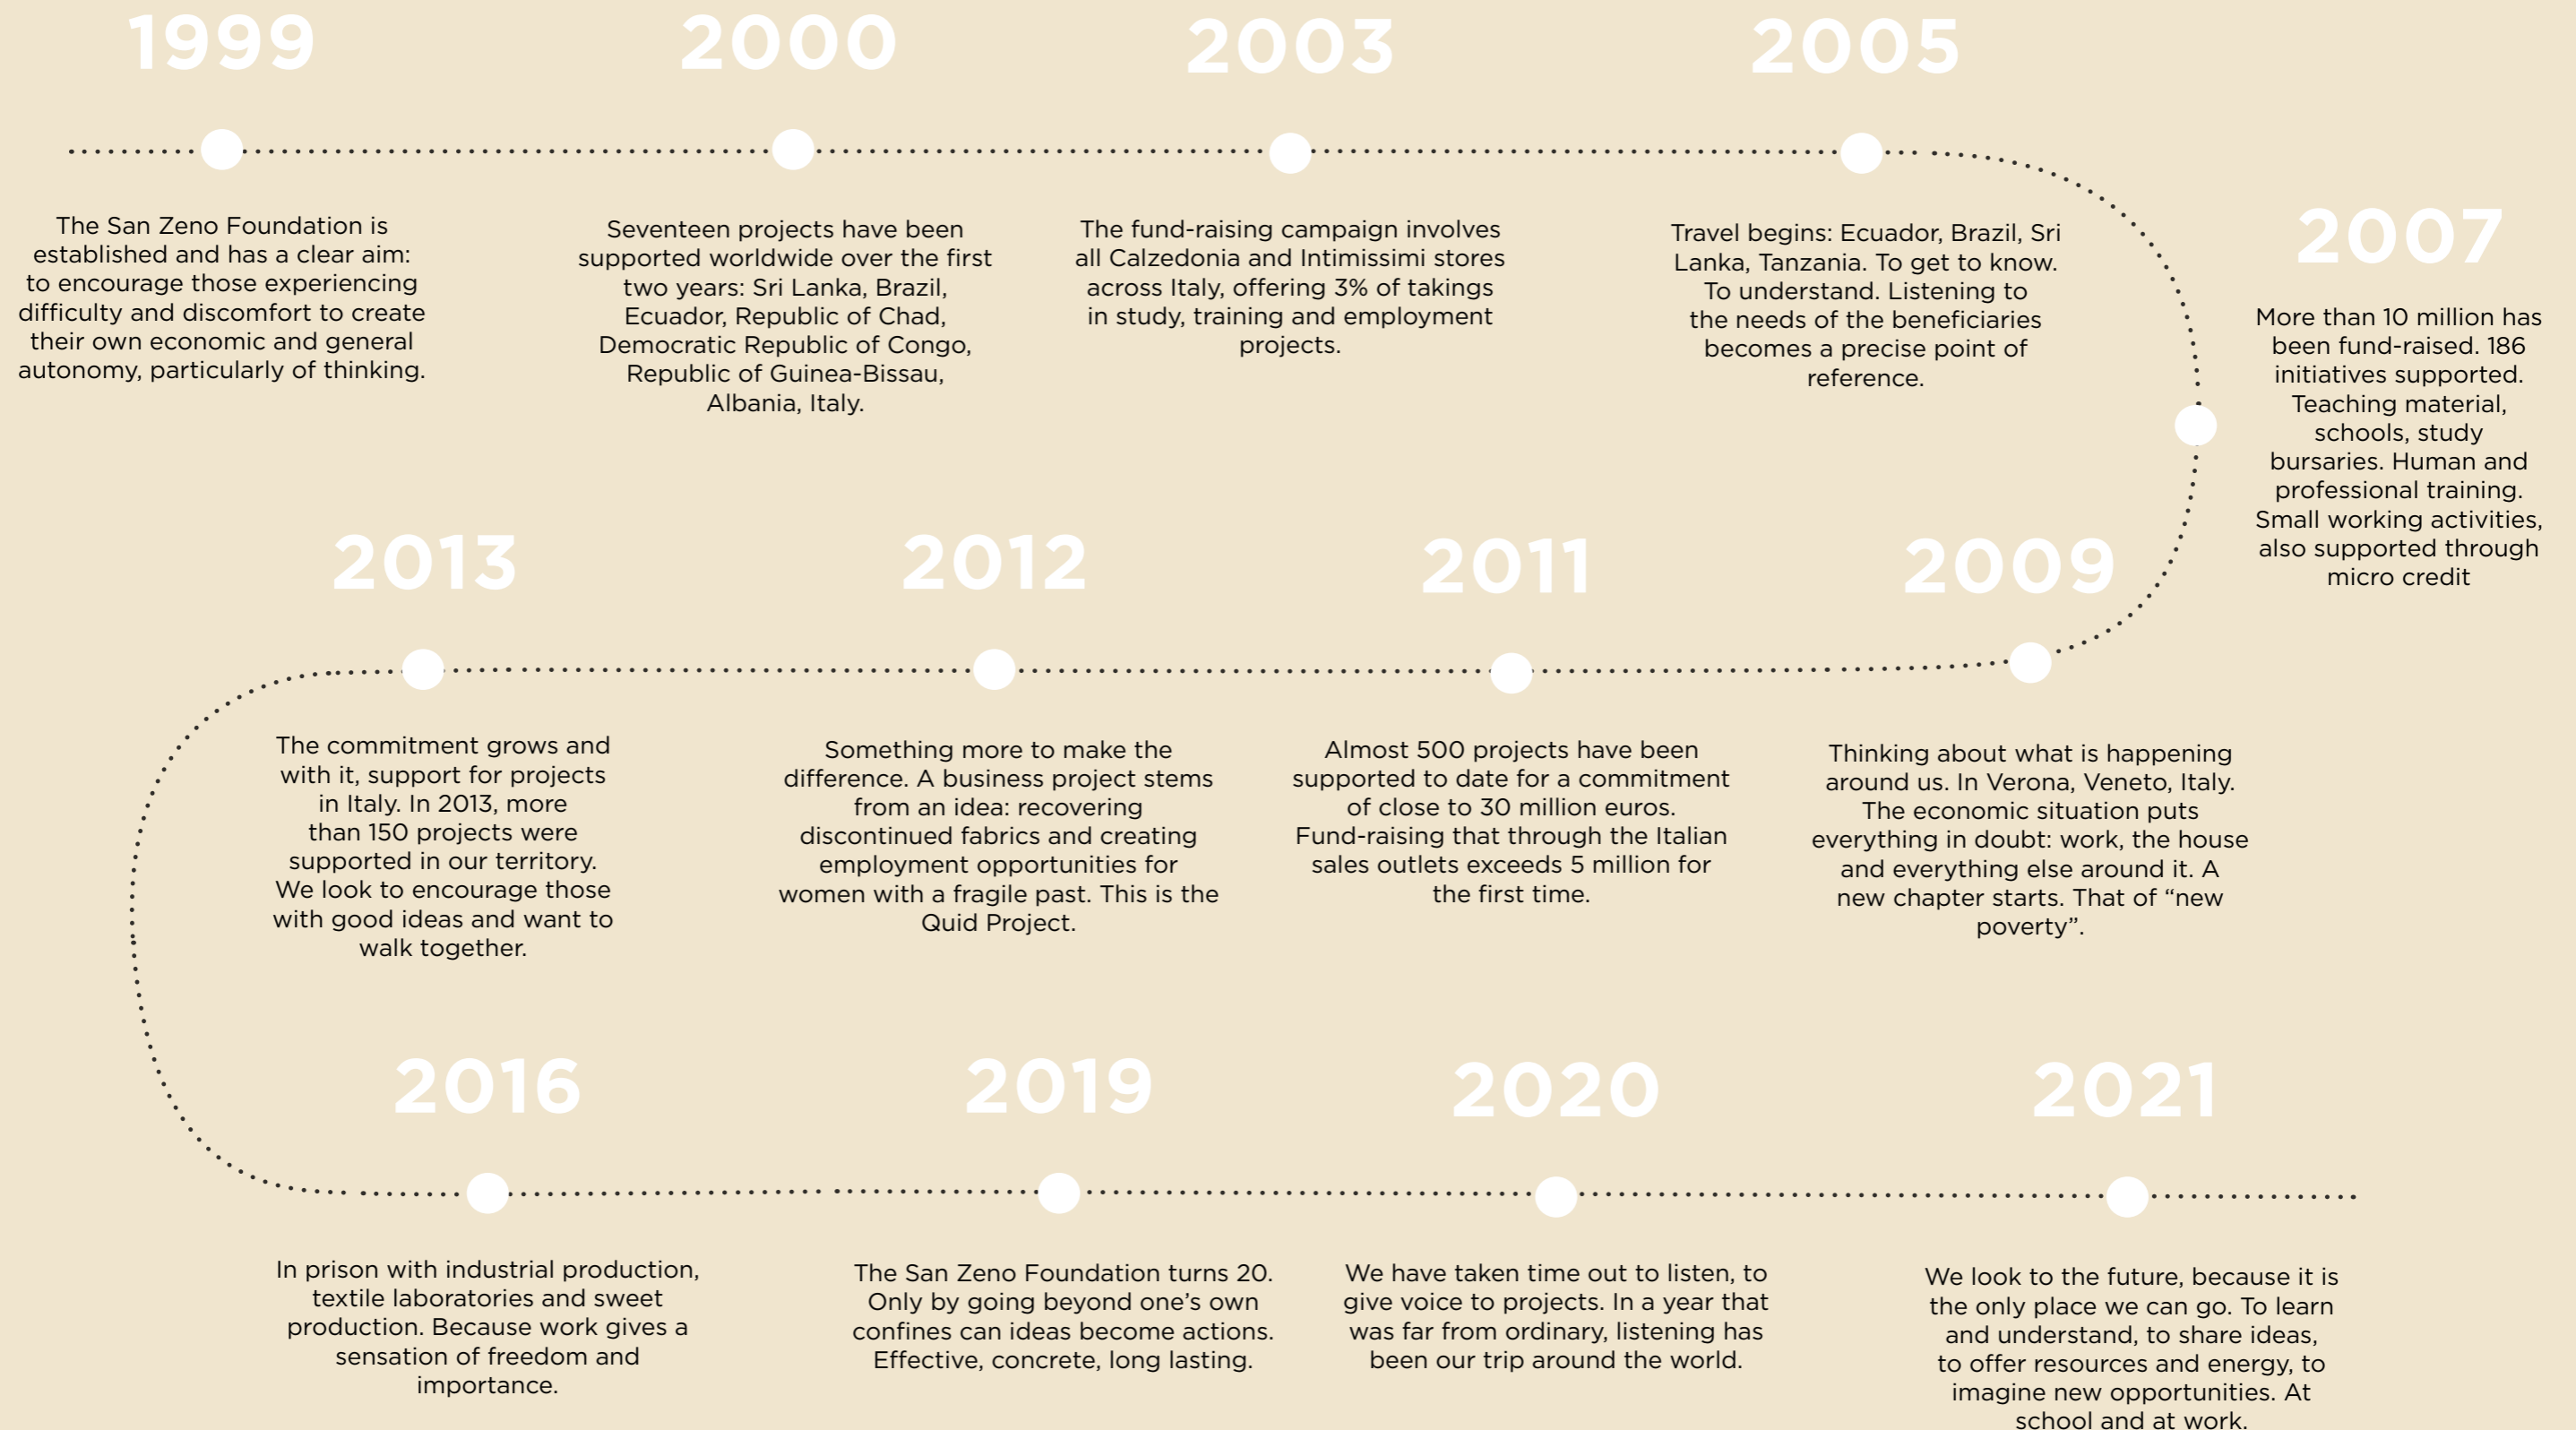 1999
The San Zeno Foundation is
established and has a clear aim:
to encourage those experiencing
difficulty and discomfort to create
their own economic and general
autonomy, particularly of thinking.
2000
Seventeen projects have been
supported worldwide over the first
two years: Sri Lanka, Brazil,
Ecuador, Republic of Chad,
Democratic Republic of Congo,
Republic of Guinea-Bissau,
Albania, Italy.
2003
The fund-raising campaign involves
all Calzedonia and Intimissimi stores
across Italy, offering 3% of takings
in study, training and employment
projects.
2005
Travel begins: Ecuador, Brazil, Sri
Lanka, Tanzania. To get to know.
To understand. Listening to
the needs of the beneficiaries
becomes a precise point of
reference.
2007
More than 10 million has
been fund-raised. 186
initiatives supported.
Teaching material,
schools, study
bursaries. Human and
professional training.
Small working activities,
also supported through
micro credit
2009
Thinking about what is happening
around us. In Verona, Veneto, Italy.
The economic situation puts
everything in doubt: work, the house
and everything else around it. A
new chapter starts. That of “new
poverty”.
2011
Almost 500 projects have been
supported to date for a commitment
of close to 30 million euros.
Fund-raising that through the Italian
sales outlets exceeds 5 million for
the first time.
2012
Something more to make the
difference. A business project stems
from an idea: recovering
discontinued fabrics and creating
employment opportunities for
women with a fragile past. This is the
Quid Project.
2013
The commitment grows and
with it, support for projects
in Italy. In 2013, more
than 150 projects were
supported in our territory.
We look to encourage those
with good ideas and want to
walk together.
2016
In prison with industrial production,
textile laboratories and sweet
production. Because work gives a
sensation of freedom and
importance.
2019
The San Zeno Foundation turns 20.
Only by going beyond one’s own
confines can ideas become actions.
Effective, concrete, long lasting.
2020
We have taken time out to listen, to
give voice to projects. In a year that
was far from ordinary, listening has
been our trip around the world.
2021
We look to the future, because it is
the only place we can go. To learn
and understand, to share ideas,
to offer resources and energy, to
imagine new opportunities. At
school and at work.